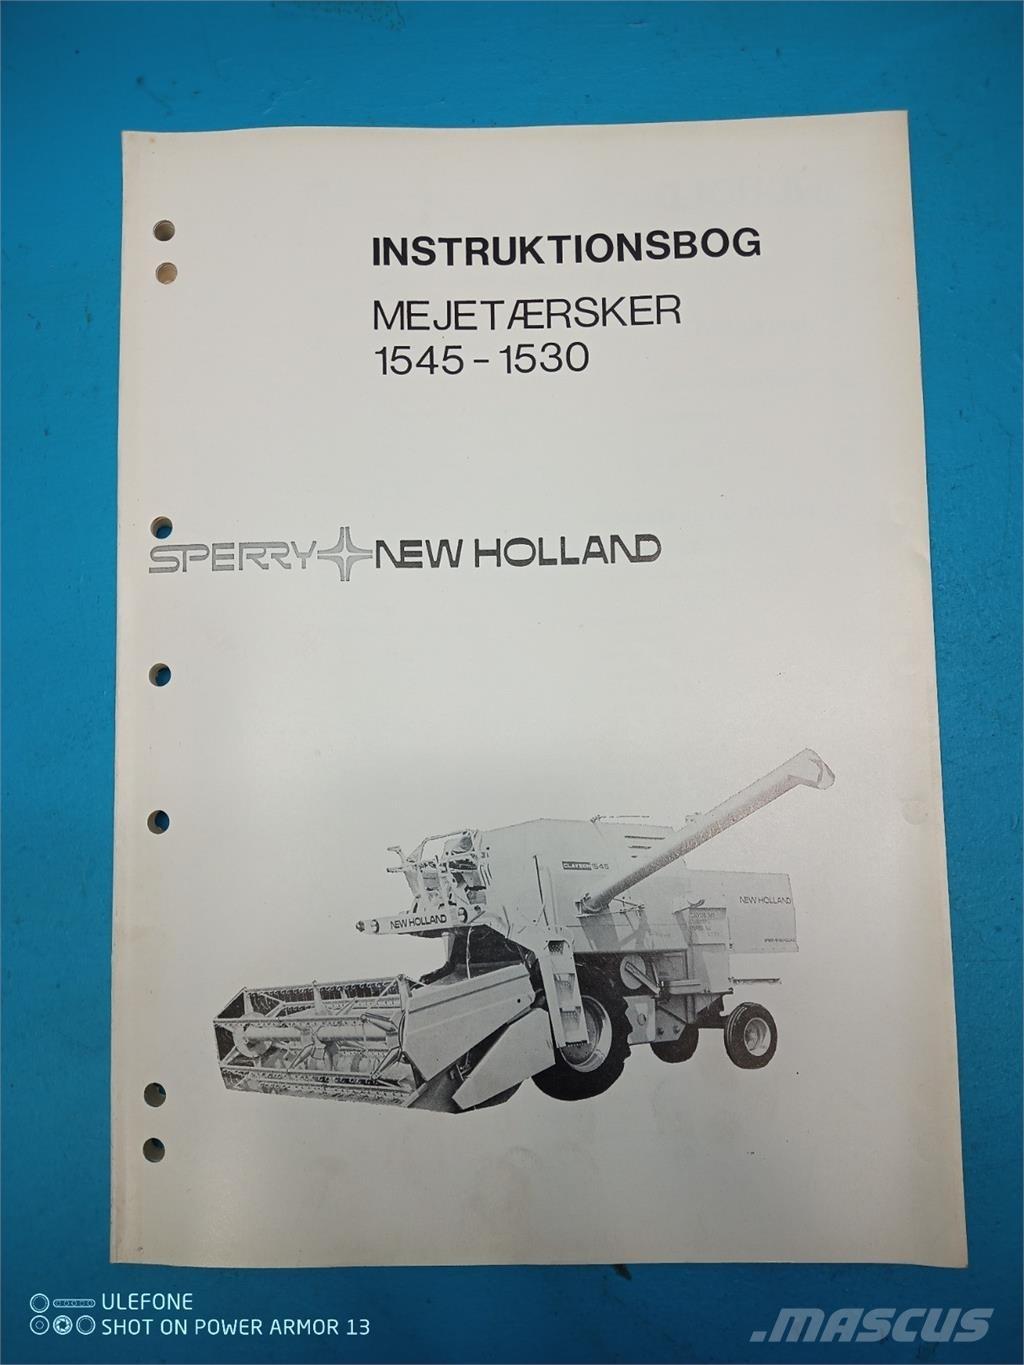 INSTRUKTIONSBOG
MEJETÆRSKER
1545-1530
SPERRY NEW HOLLAND
CLAYSON 1545
NEW HOLLAND
NEW HOLLAND
ULEFONE
SHOT ON POWER ARMOR 13
.MASCUS